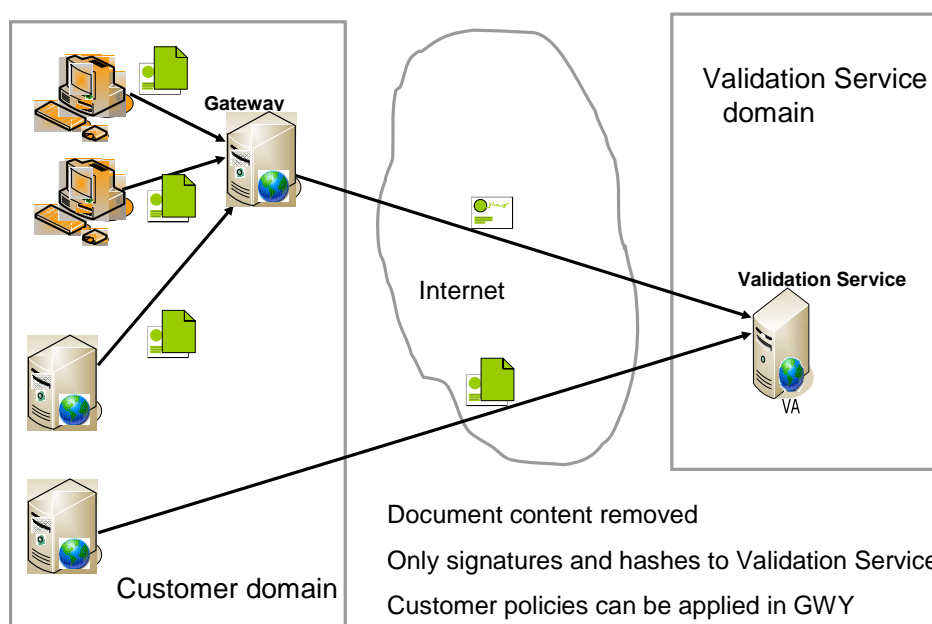 Gateway
Validation Service
domain
Internet
Validation Service
VA
Document content removed
Only signatures and hashes to Validation Service
Customer policies can be applied in GWY
Customer domain